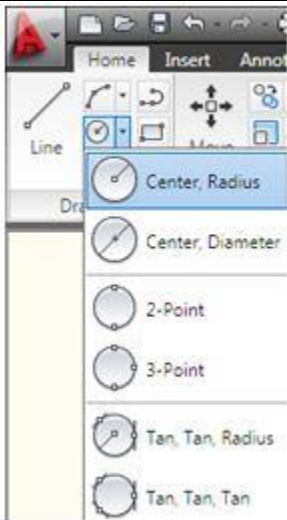 Home Insert Annot
Line
Move
Dra
Center, Radius
Center, Diameter
2-Point
3-Point
Tan, Tan, Radius
Tan, Tan, Tan